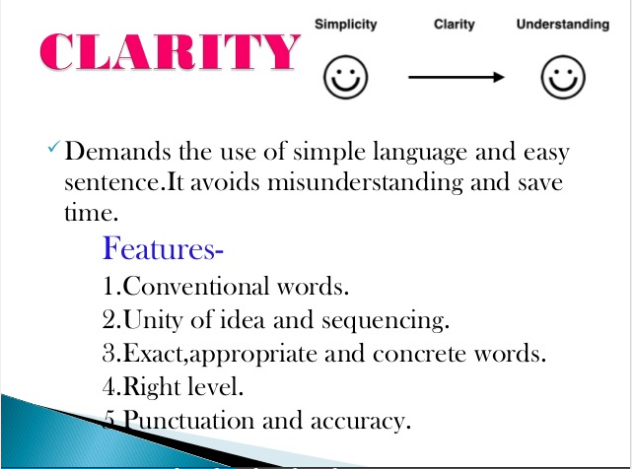 CLARITY
Simplicity Clarity Understanding
✓Demands the use of simple language and easy
sentence.It avoids misunderstanding and save
time.
Features-
1.Conventional words.
2.Unity of idea and sequencing.
3.Exact,appropriate and concrete words.
4.Right level.
5.Punctuation and accuracy.